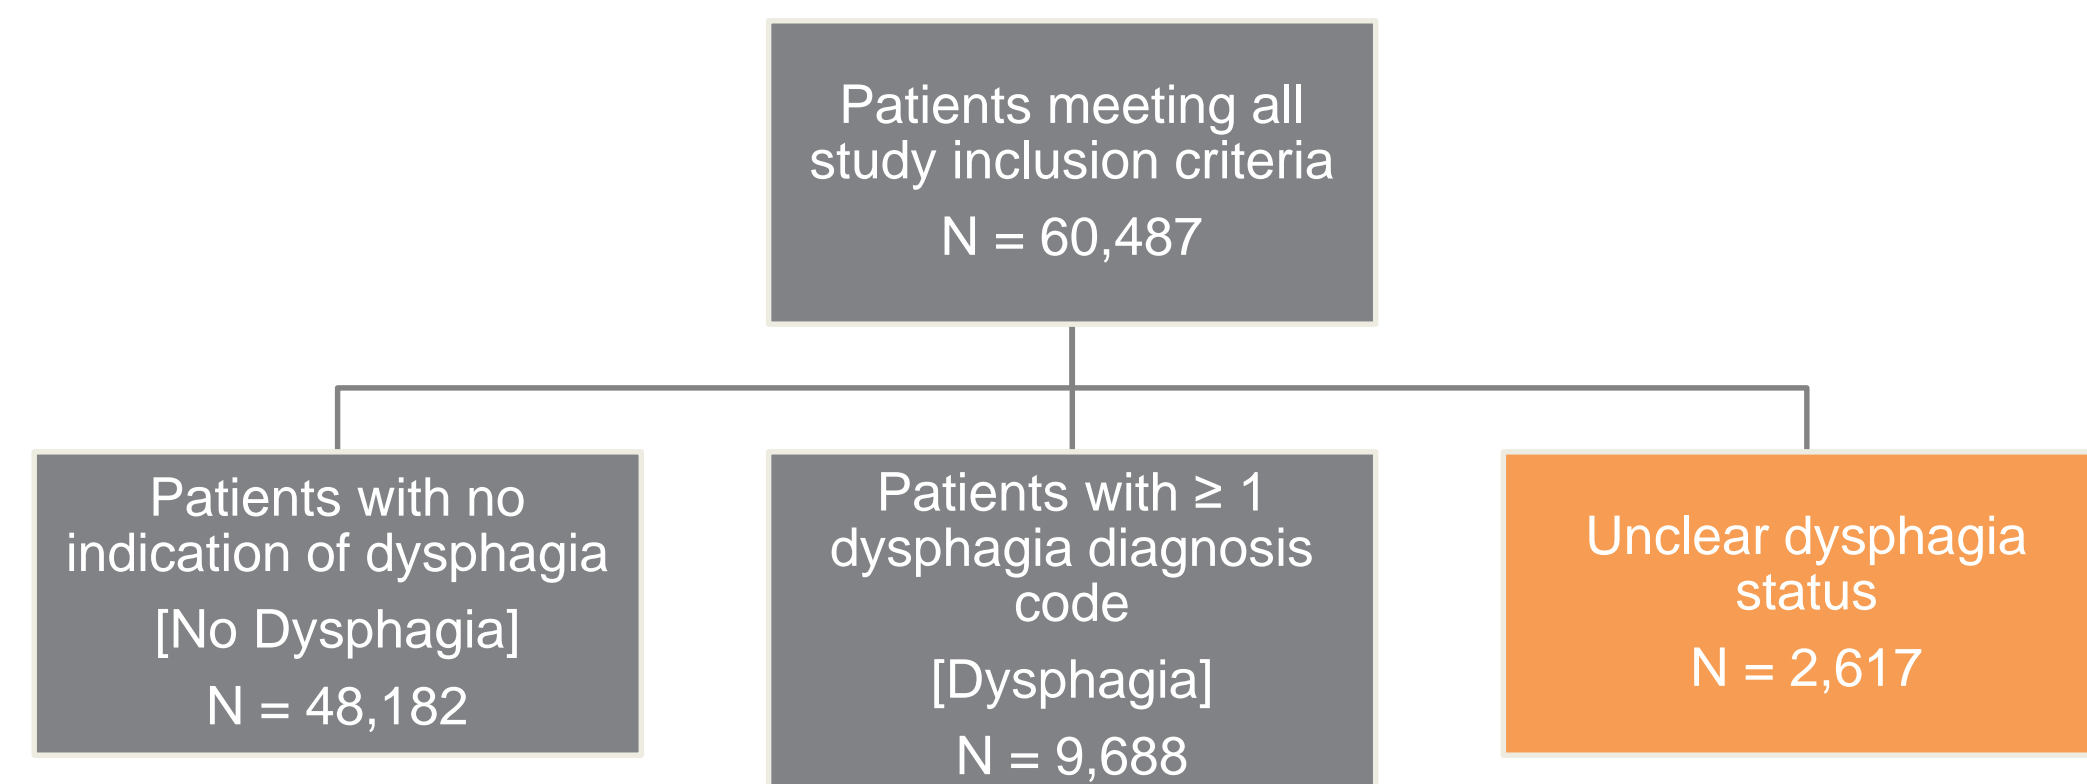 Patients meeting all
study inclusion criteria
N = 60,487
Patients with no
indication of dysphagia
[No Dysphagia]
N = 48,182
Patients with ≥ 1
dysphagia diagnosis
code
[Dysphagia]
N = 9,688
Unclear dysphagia
status
N = 2,617